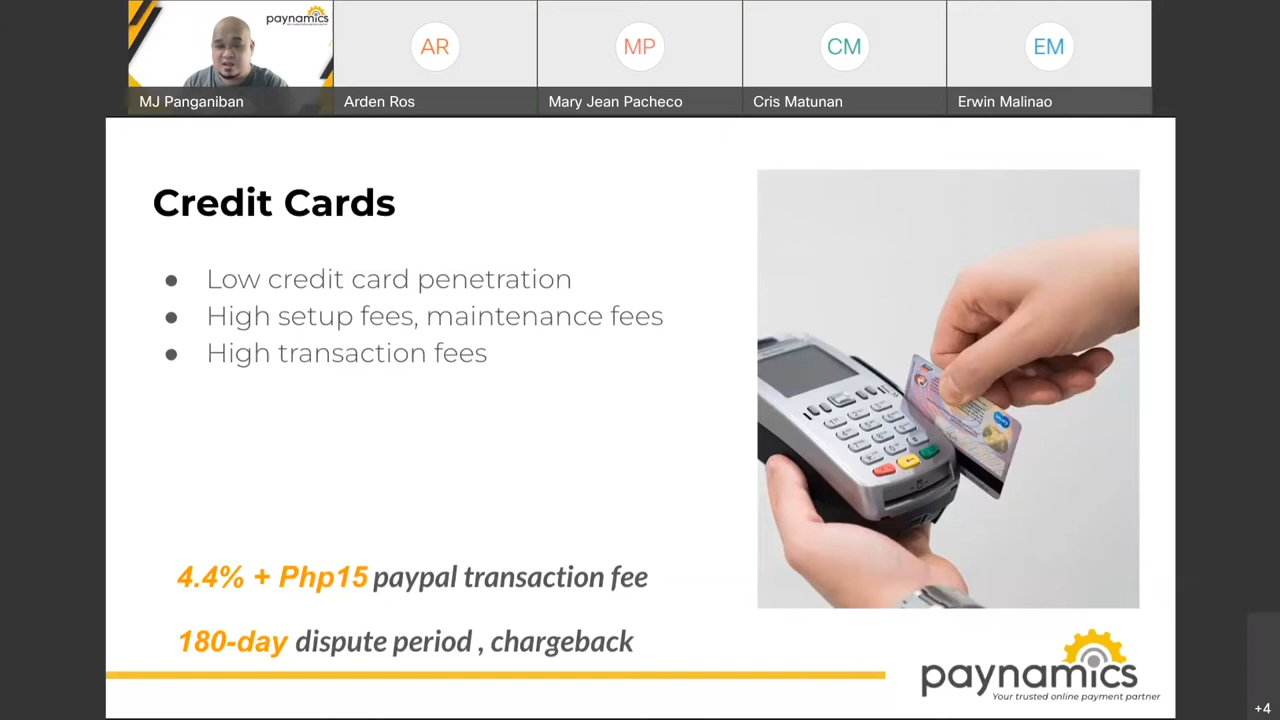 paynamics
AR
MP
CM
EM
MJ Panganiban
Arden Ros
Mary Jean Pacheco
Cris Matunan
Erwin Malinao
Credit Cards
● Low credit card penetration
● High setup fees, maintenance fees
● High transaction fees
4.4% + Php15 paypal transaction fee
180-day dispute period , chargeback
paynamics
Your trusted online payment partner
+4